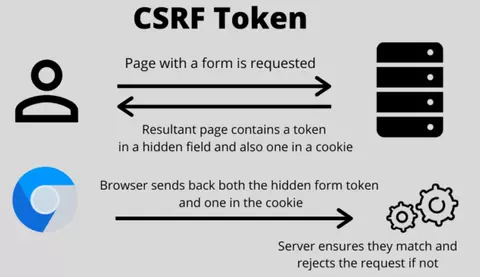 CSRF Token
Page with a form is requested
Resultant page contains a token
in a hidden field and also one in a cookie
Browser sends back both the hidden form token
and one in the cookie
Server ensures they match and
rejects the request if not